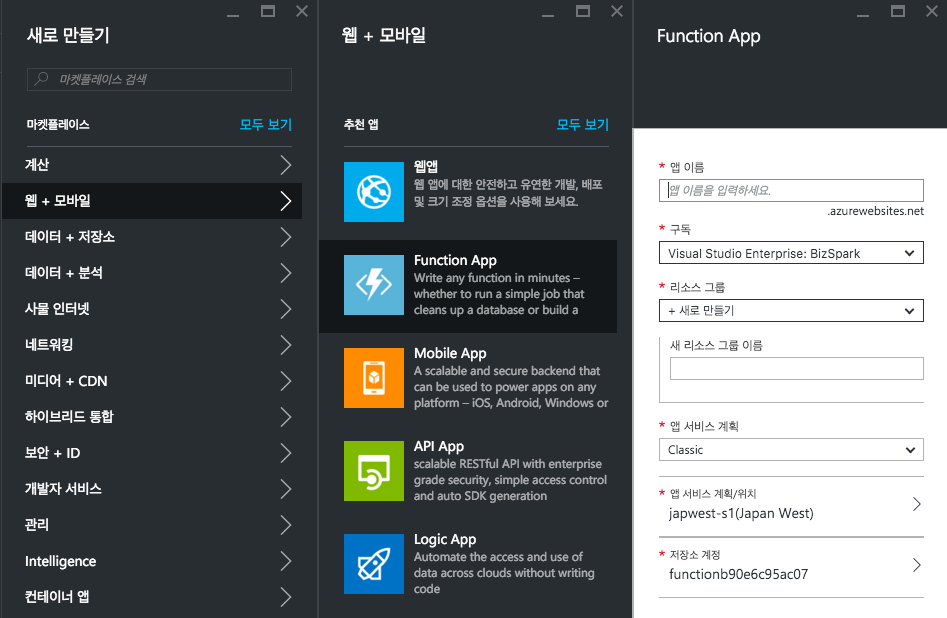 새로 만들기
마켓플레이스 검색
마켓플레이스 모두 보기
계산
웹 + 모바일
데이터 + 저장소
데이터 + 분석
사물 인터넷
네트워킹
미디어 + CDN
하이브리드 통합
보안 + ID
개발자 서비스
관리
Intelligence
컨테이너 앱
웹 + 모바일
추천 앱 모두 보기
웹앱
웹 앱에 대한 안전하고 유연한 개발, 배포
및 크기 조정 옵션을 사용해 보세요.
Function App
Write any function in minutes –
whether to run a simple job that
cleans up a database or build a
Mobile App
A scalable and secure backend that
can be used to power apps on any
platform – iOS, Android, Windows or
API App
scalable RESTful API with enterprise
grade security, simple access control
and auto SDK generation
Logic App
Automate the access and use of
data across clouds without writing
code
Function App
* 앱 이름
앱 이름을 입력하세요.
.azurewebsites.net
* 구독
Visual Studio Enterprise: BizSpark
* 리소스 그룹
+ 새로 만들기
새 리소스 그룹 이름
* 앱 서비스 계획
Classic
* 앱 서비스 계획/위치
japwest-s1(Japan West)
* 저장소 계정
functionb90e6c95ac07